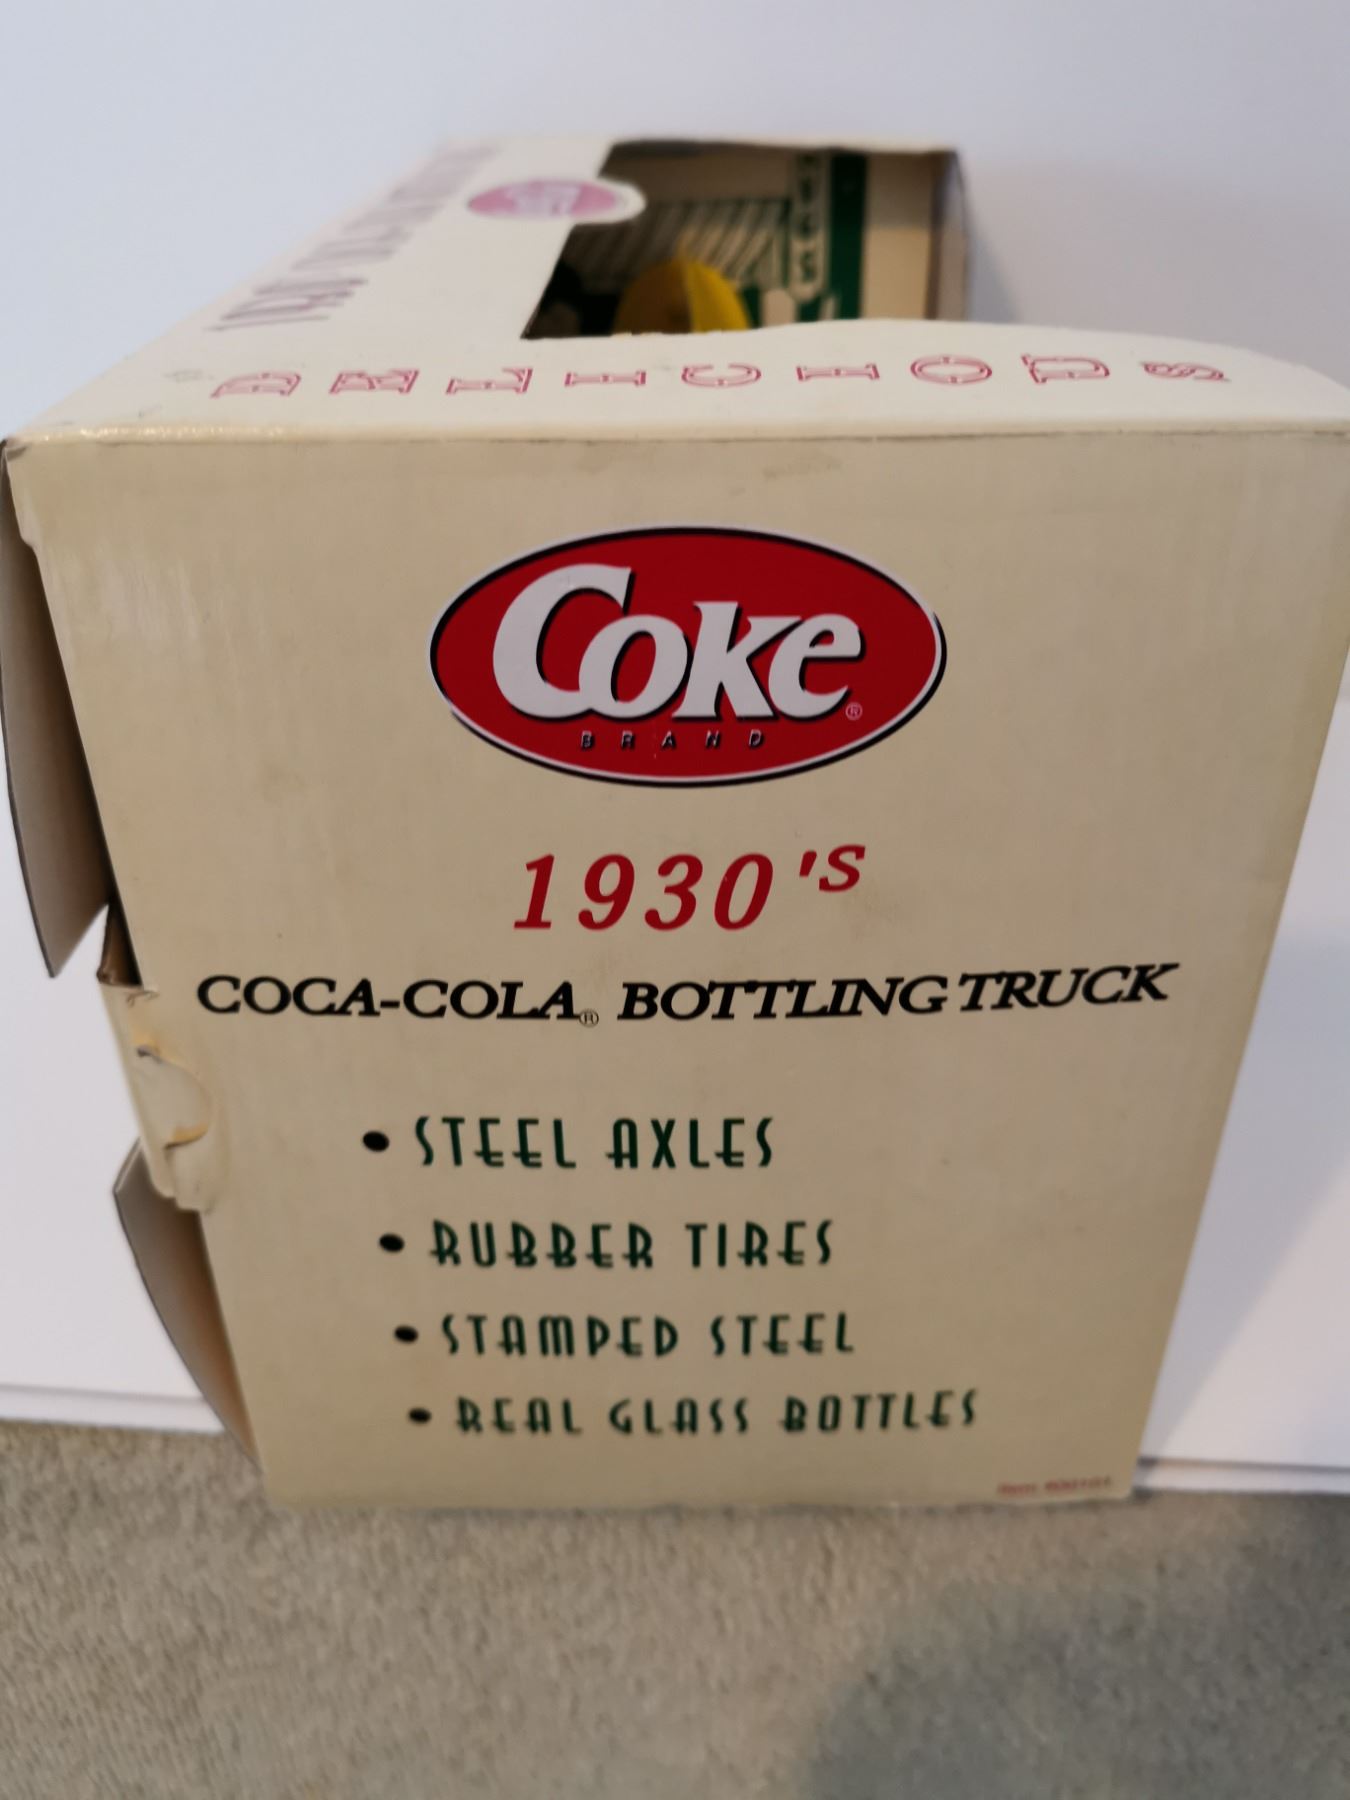 DELICIOUS
Coke®
BRAND
1930's
COCA-COLA® BOTTLING TRUCK
• STEEL AXLES
• RUBBER TIRES
• STAMPED STEEL
• REAL GLASS BOTTLES